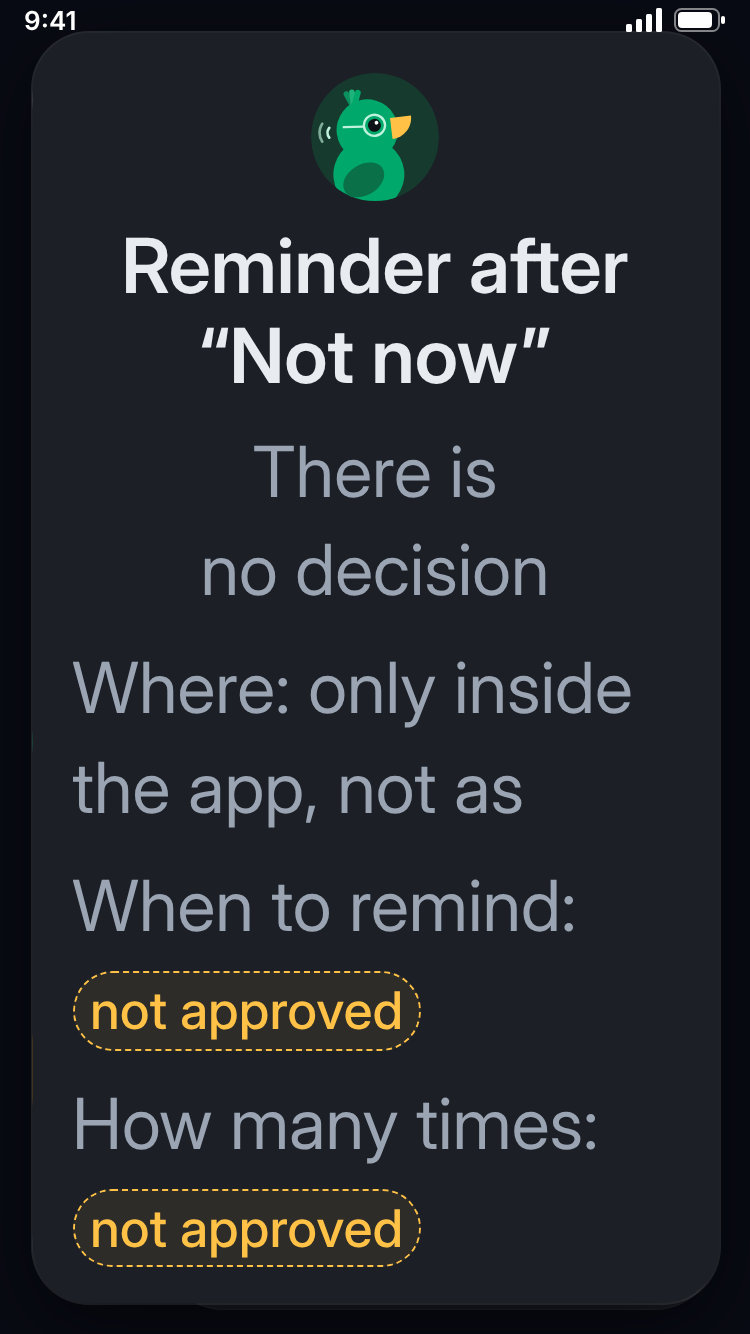 9:41
Reminder after
“Not now”
There is
no decision
Where: only inside
the app, not as
When to remind:
not approved
How many times:
not approved